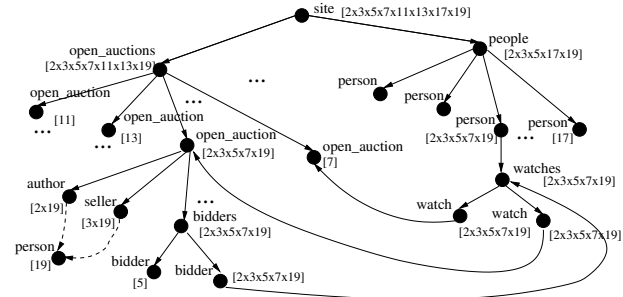 site [2x3x5x7x11x13x17x19]
open_auctions
[2x3x5x7x11x13x19]
people
[2x3x5x17x19]
open_auction
[11]
...
...
open_auction
[13]
...
...
open_auction
[2x3x5x7x19]
open_auction
[7]
person
person
person
[2x3x5x7x19]
...
person
[17]
author
[2x19]
seller
[3x19]
...
bidders
[2x3x5x7x19]
watches
[2x3x5x7x19]
watch
[2x3x5x7x19]
watch
[2x3x5x7x19]
person
[19]
bidder
[5]
bidder
[2x3x5x7x19]